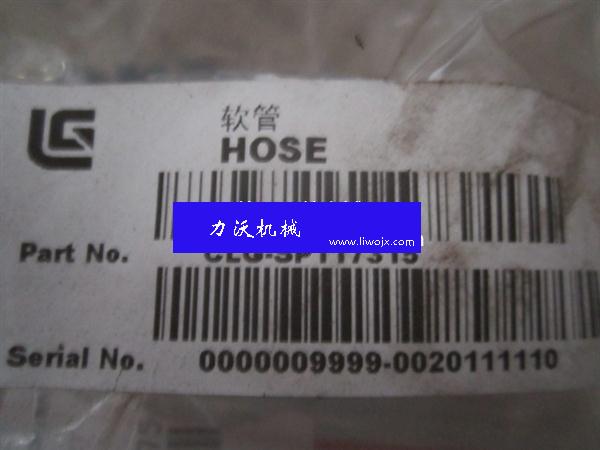 软管
HOSE
力沃机械
www.liwojx.com
Part No. CLG-SP117315
Serial No. 0000009999-0020111110